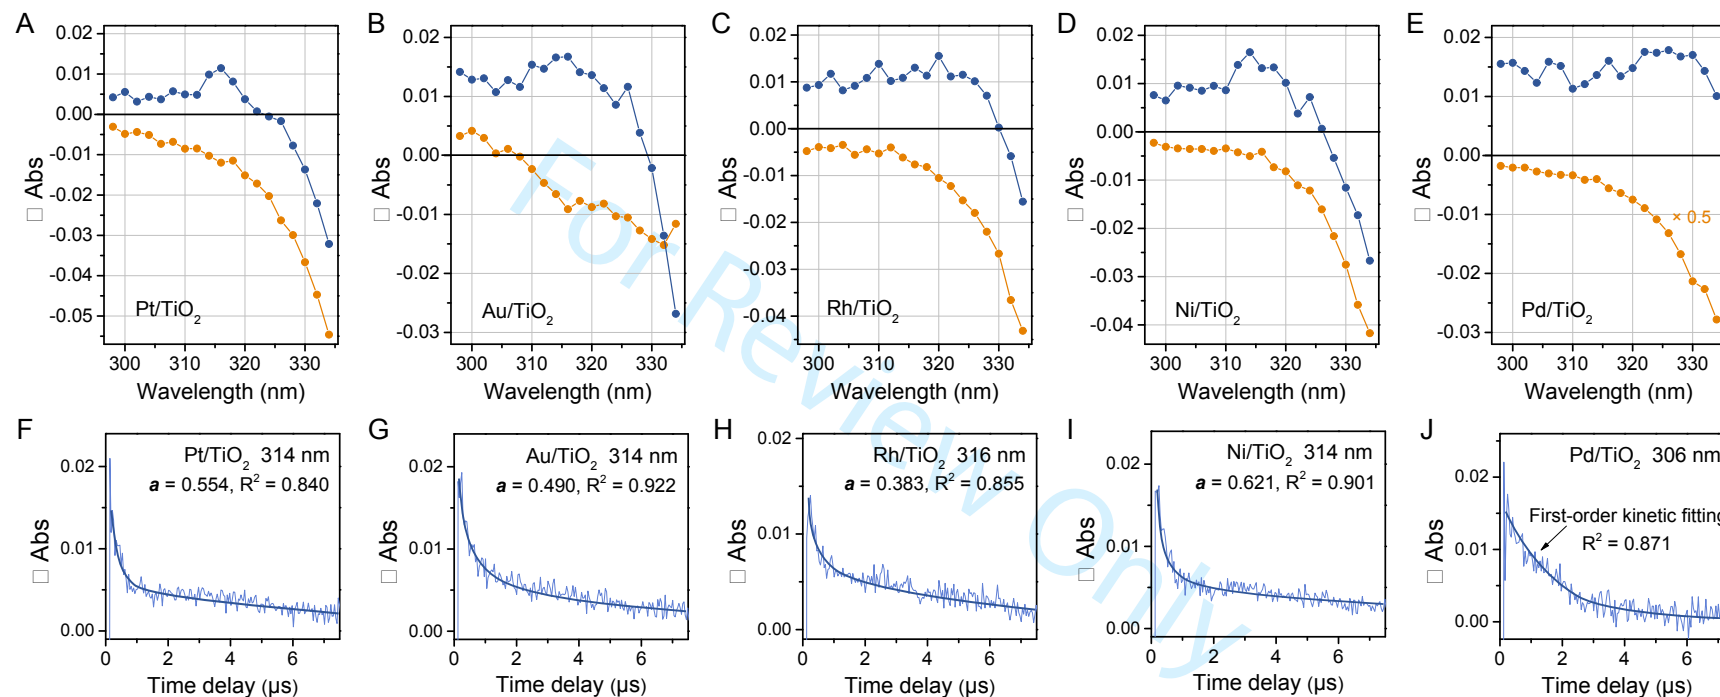 A
B
C
D
E
0.02
0.01
0.00
-0.01
-0.02
-0.03
-0.04
-0.05
□ Abs
Pt/TiO2
300 310 320 330
Wavelength (nm)
0.02
0.01
0.00
-0.01
-0.02
-0.03
□ Abs
Au/TiO2
300 310 320 330
Wavelength (nm)
0.02
0.01
0.00
-0.01
-0.02
-0.03
-0.04
-0.05
□ Abs
Rh/TiO2
300 310 320 330
Wavelength (nm)
0.02
0.01
0.00
-0.01
-0.02
-0.03
-0.04
□ Abs
Ni/TiO2
300 310 320 330
Wavelength (nm)
0.02
0.01
0.00
-0.01
-0.02
-0.03
□ Abs
× 0.5
Pd/TiO2
300 310 320 330
Wavelength (nm)
For Review Only
F
Pt/TiO2 314 nm
a = 0.554, R2 = 0.840
0.02
0.01
0.00
□ Abs
0 2 4 6
Time delay (µs)
G
Au/TiO2 314 nm
a = 0.490, R2 = 0.922
0.02
0.01
0.00
□ Abs
0 2 4 6
Time delay (µs)
H
Rh/TiO2 316 nm
a = 0.383, R2 = 0.855
0.02
0.01
0.00
□ Abs
0 2 4 6
Time delay (µs)
I
Ni/TiO2 314 nm
a = 0.621, R2 = 0.901
0.02
0.01
0.00
□ Abs
0 2 4 6
Time delay (µs)
J
Pd/TiO2 306 nm
First-order kinetic fitting
R2 = 0.871
0.02
0.01
0.00
□ Abs
0 2 4 6
Time delay (µs)